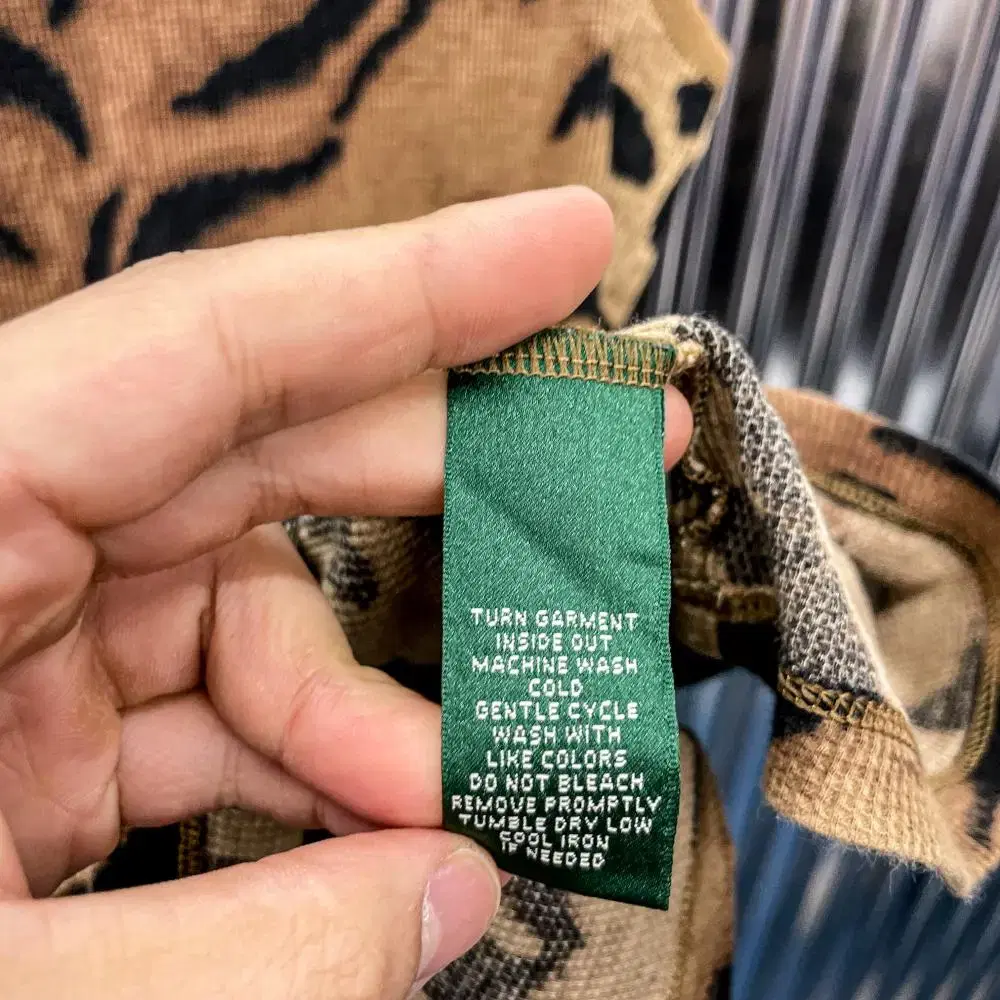 TURN GARMENT
INSIDE OUT
MACHINE WASH
COLD
GENTLE CYCLE
WASH WITH
LIKE COLORS
DO NOT BLEACH
REMOVE PROMPTLY
TUMBLE DRY LOW
COOL IRON
IF NEEDED